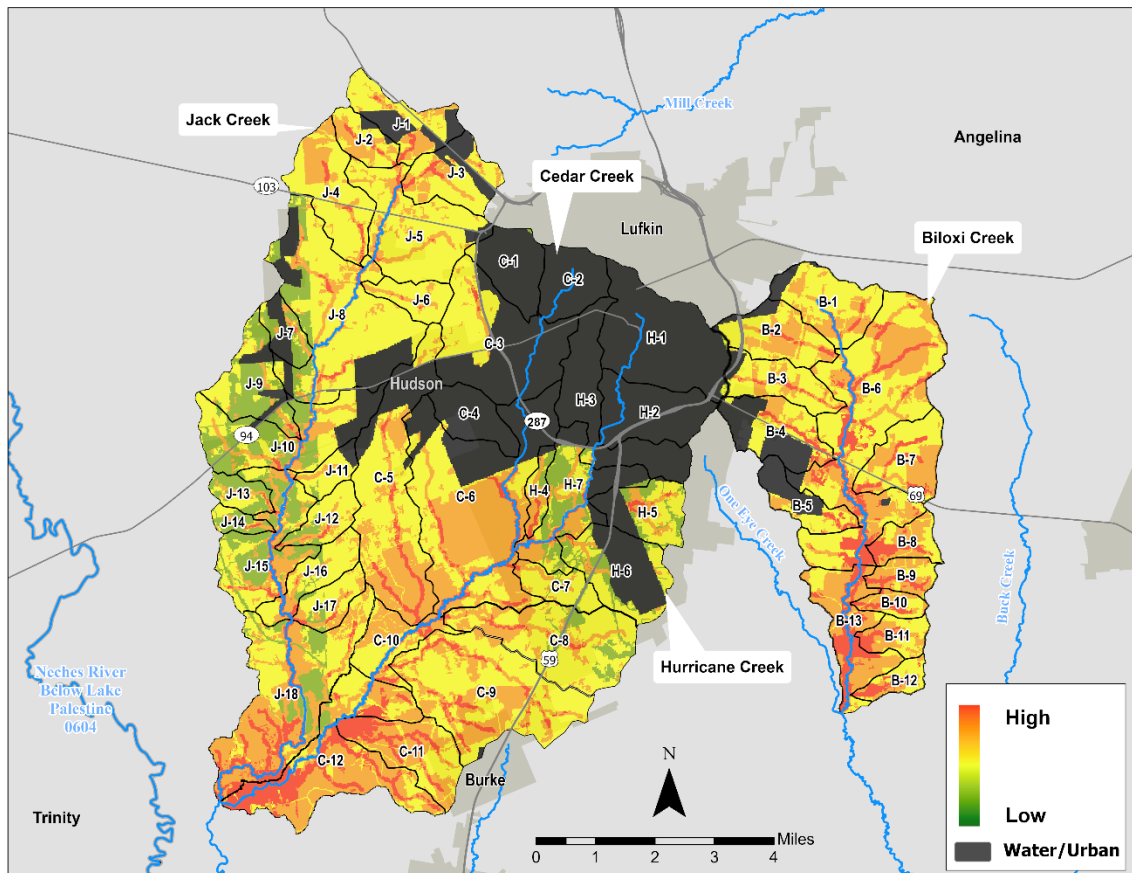 Mill Creek
Jack Creek
J-1
J-2
Angelina
J-3
Cedar Creek
103
J-4
Lufkin
J-5
Biloxi Creek
C-1
C-2
J-6
B-1
J-8
J-7
H-1
B-2
C-3
B-3
J-9
Hudson
B-6
H-3
C-4
H-2
287
B-4
94
J-10
B-7
J-11
C-5
C-6
H-4
H-7
J-13
69
B-5
H-5
J-12
J-14
One Eye Creek
B-8
J-15
J-16
H-6
B-9
C-7
Buck Creek
B-10
J-17
B-13
C-10
C-8
B-11
59
Hurricane Creek
B-12
Neches River
Below Lake
Palestine
0604
J-18
C-9
High
C-11
N
C-12
Burke
Low
Trinity
Miles
0 1 2 3 4
Water/Urban